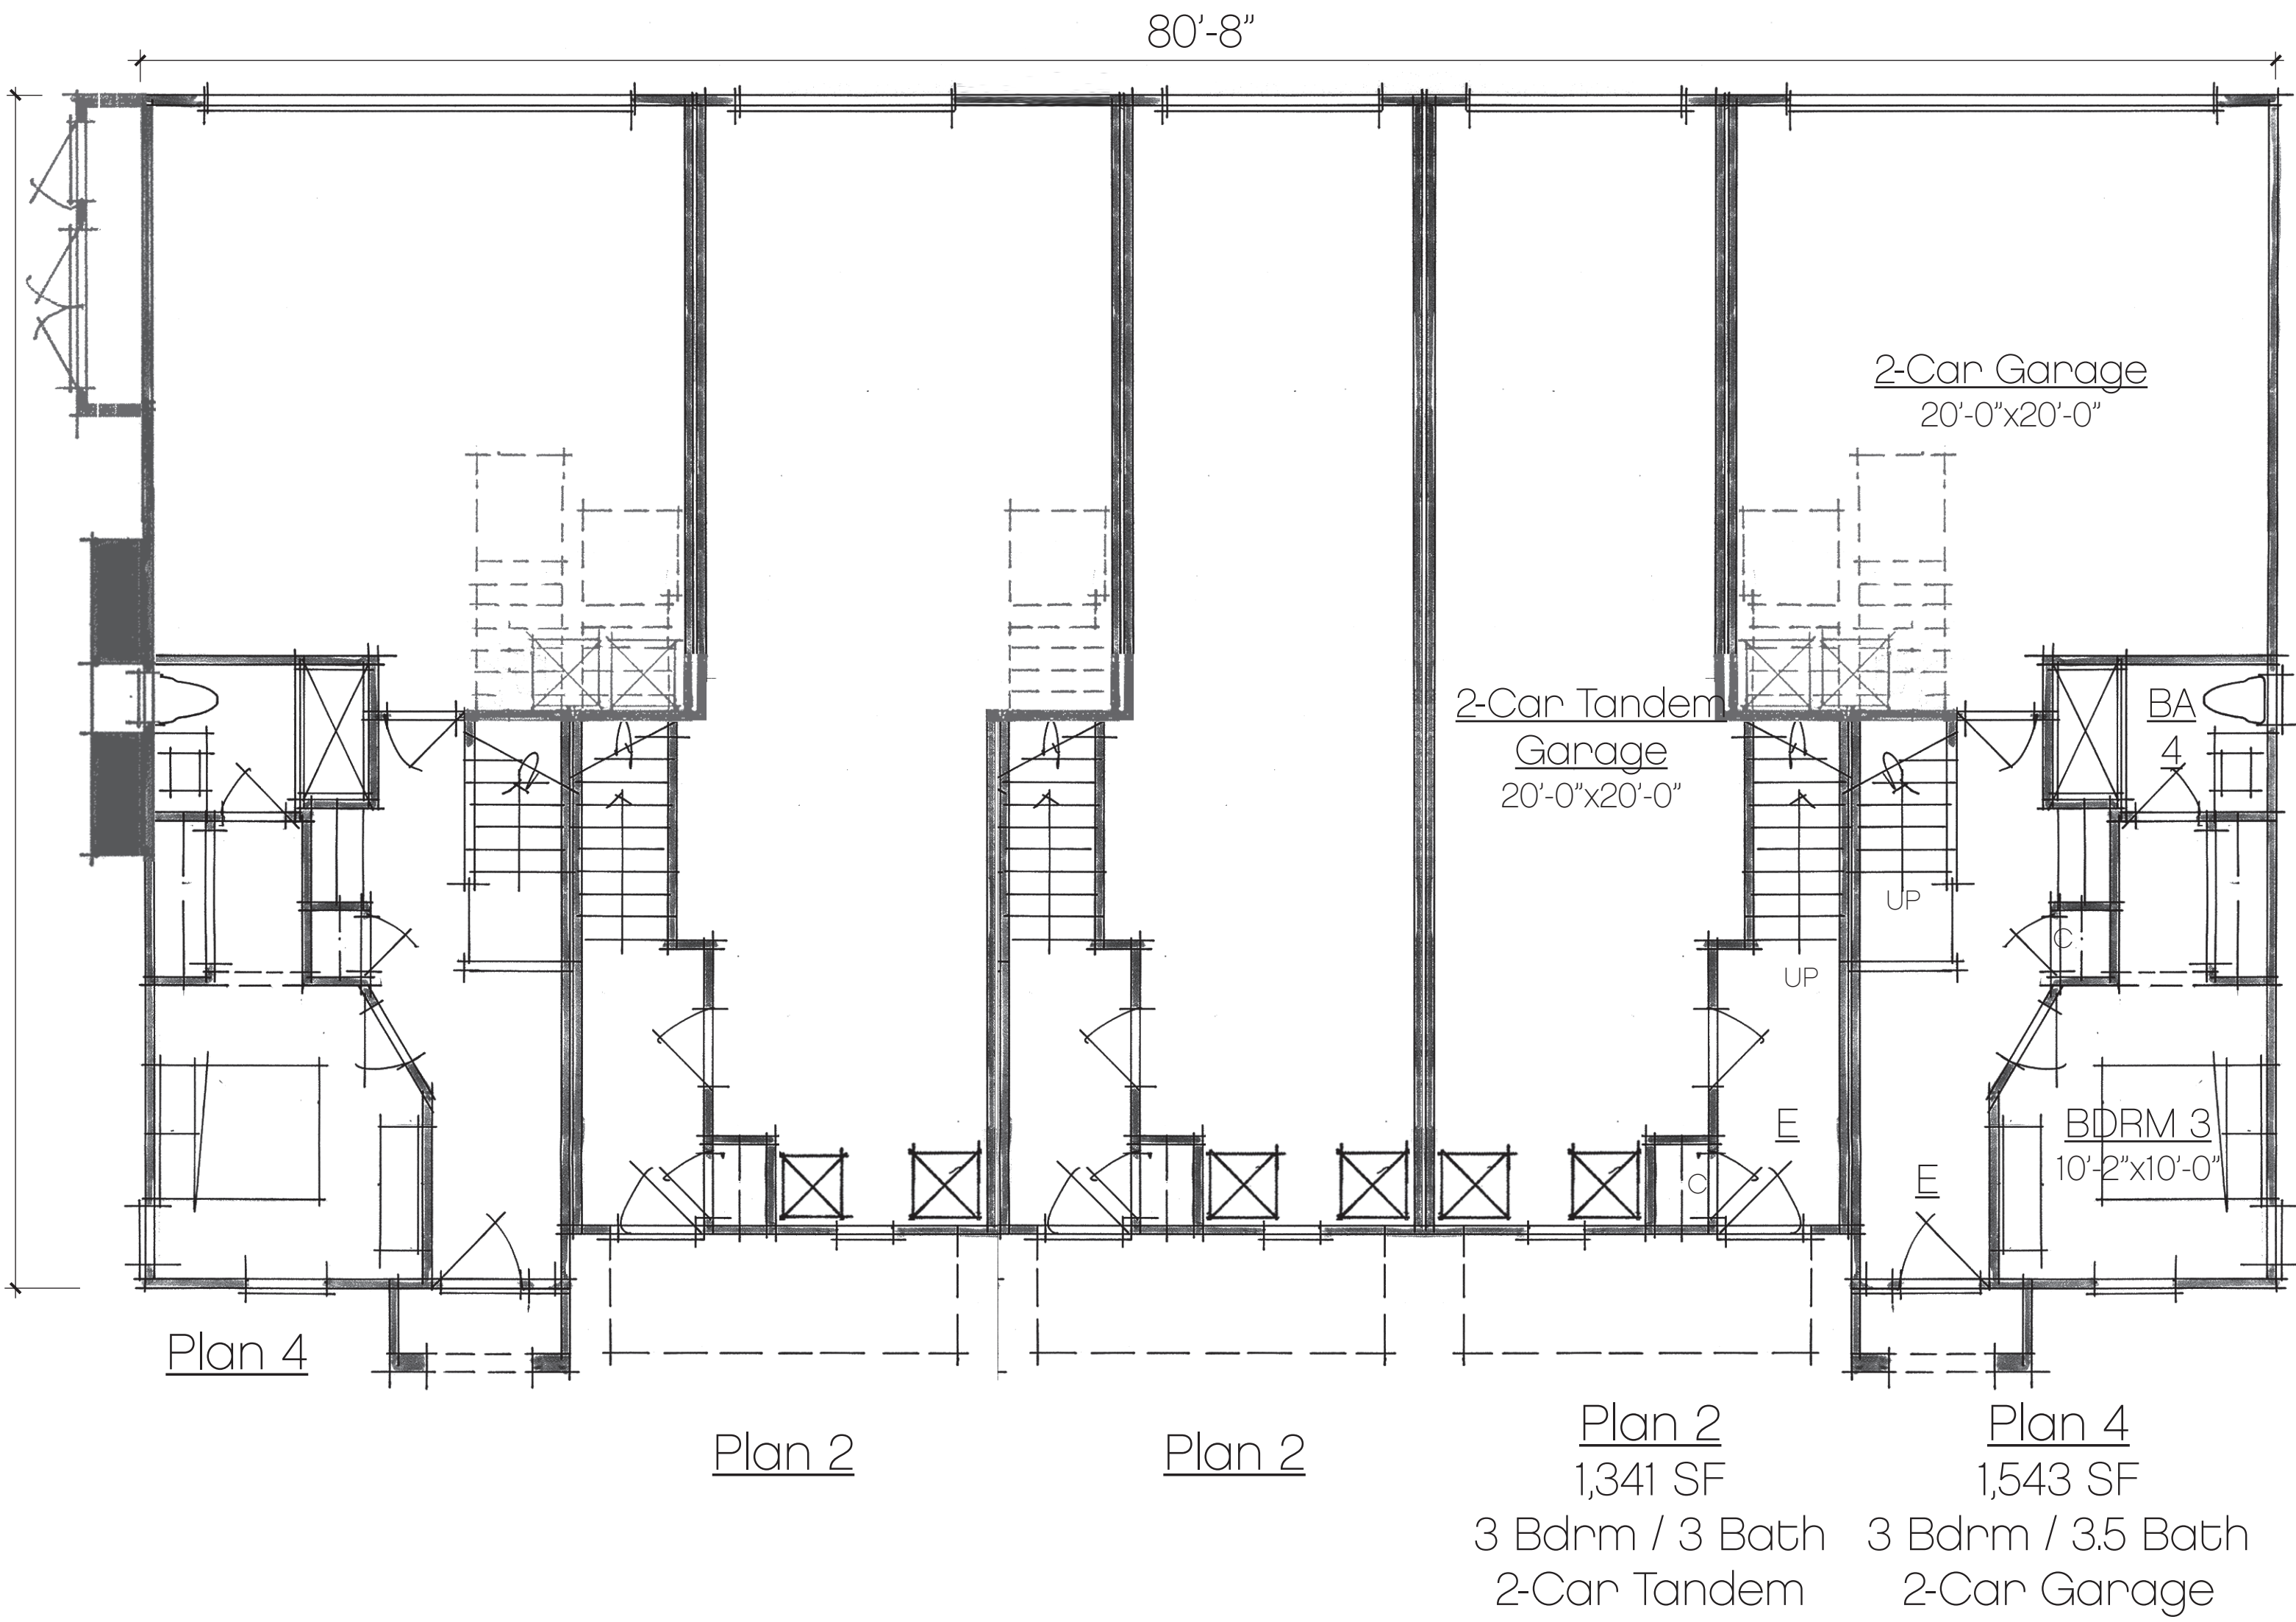 80'-8"
2-Car Garage
20'-0"x20'-0"
2-Car Tandem
Garage
20'-0"x20'-0"
BA
4
UP
C
UP
E
C
BDRM 3
10'-2"x10'-0"
E
Plan 4
Plan 2
Plan 2
Plan 2
1,341 SF
3 Bdrm / 3 Bath
2-Car Tandem
Plan 4
1,543 SF
3 Bdrm / 3.5 Bath
2-Car Garage